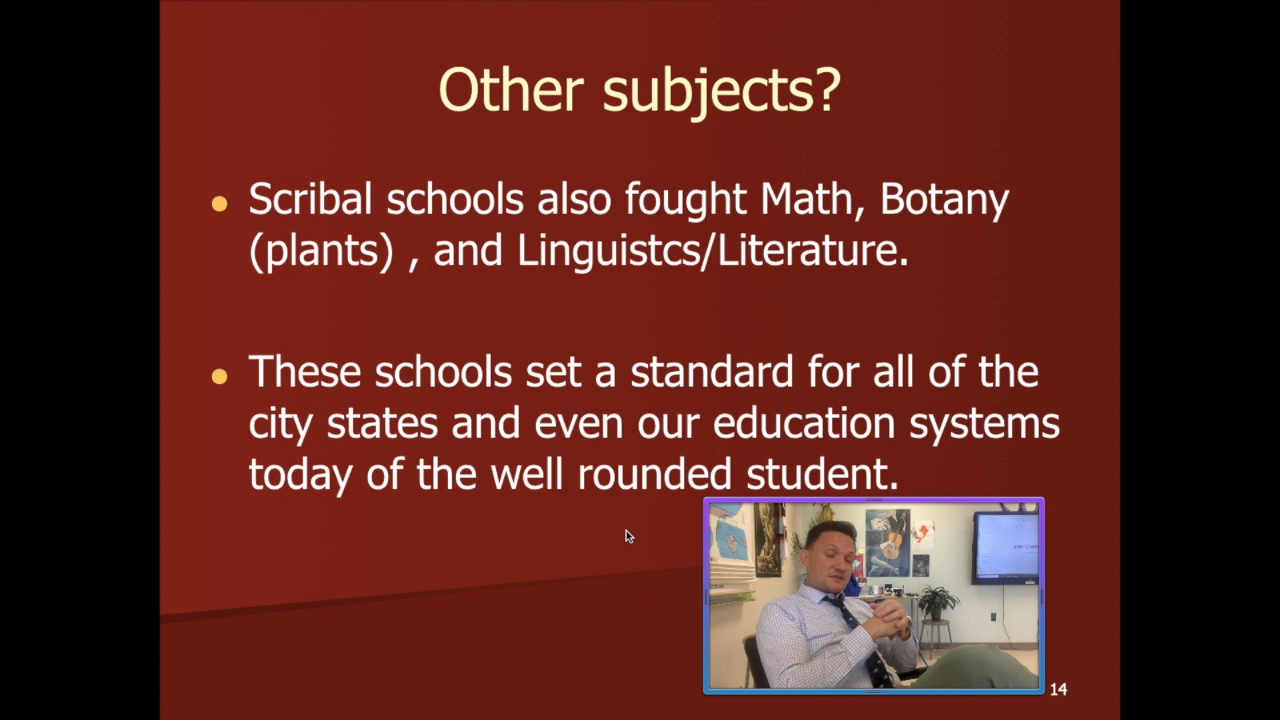 Other subjects?
Scribal schools also fought Math, Botany
(plants) , and Linguistcs/Literature.
These schools set a standard for all of the
city states and even our education systems
today of the well rounded student.
14